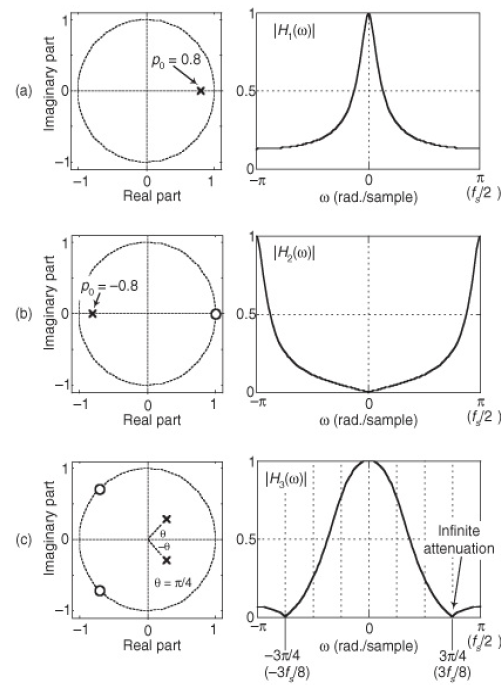 (a)
Imaginary part
1
0
−1
p₀ = 0.8
−1 0 1
Real part
|H₁(ω)|
1
0.5
0
−π 0 π
ω (rad./sample) (fₛ/2)
(b)
Imaginary part
1
0
−1
p₀ = −0.8
−1 0 1
Real part
|H₂(ω)|
1
0.5
0
−π 0 π
ω (rad./sample) (fₛ/2)
(c)
Imaginary part
1
0
−1
θ
−θ
θ = π/4
−1 0 1
Real part
|H₃(ω)|
1
0.5
0
Infinite
attenuation
−π 0 π
ω (rad./sample) (fₛ/2)
−3π/4 3π/4
(−3fₛ/8) (3fₛ/8)